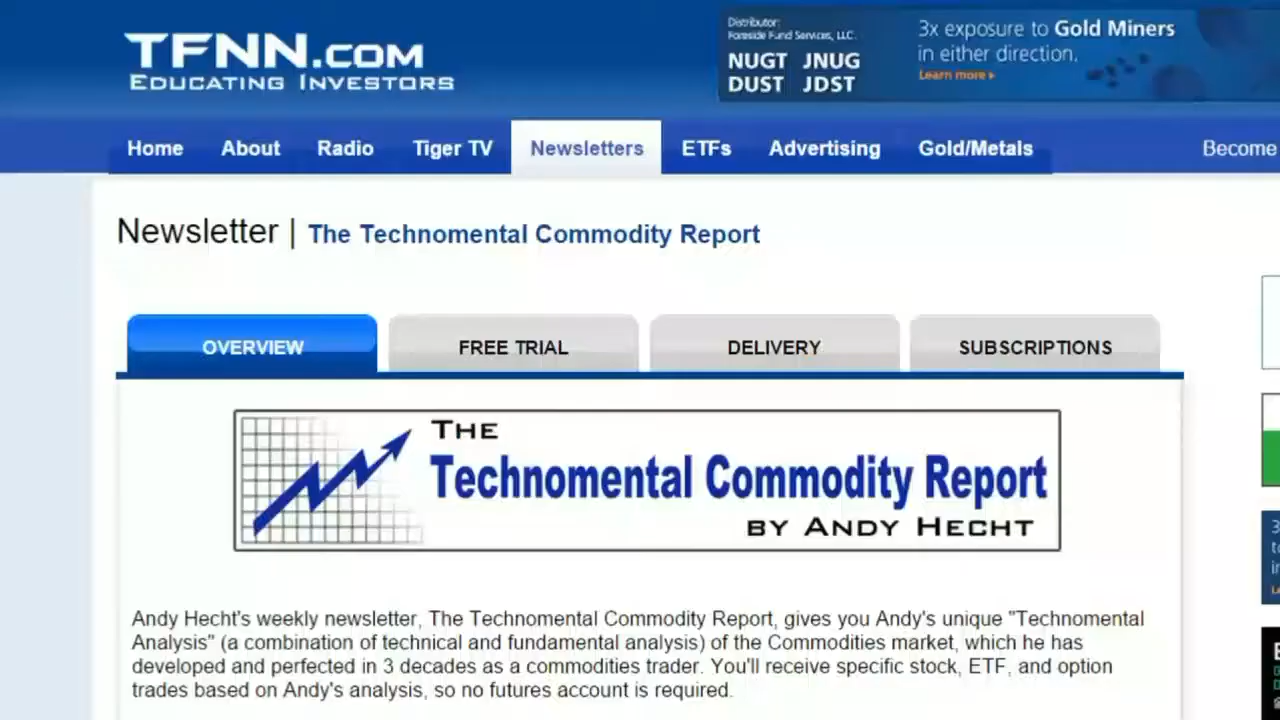 TFNN.COM
EDUCATING INVESTORS
Distributor:
Foreside Fund Services, LLC.
NUGT JNUG
DUST JDST
3x exposure to Gold Miners
in either direction.
Learn more
Home About Radio Tiger TV Newsletters ETFs Advertising Gold/Metals Become
Newsletter | The Technomental Commodity Report
OVERVIEW FREE TRIAL DELIVERY SUBSCRIPTIONS
THE
Technomental Commodity Report
BY ANDY HECHT
Andy Hecht's weekly newsletter, The Technomental Commodity Report, gives you Andy's unique "Technomental
Analysis" (a combination of technical and fundamental analysis) of the Commodities market, which he has
developed and perfected in 3 decades as a commodities trader. You'll receive specific stock, ETF, and option
trades based on Andy's analysis, so no futures account is required.